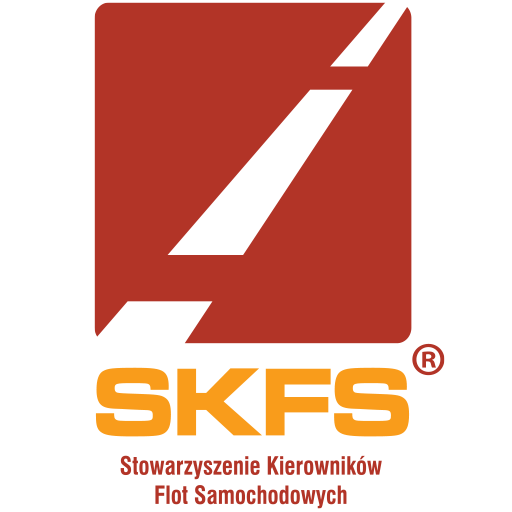 SKFS®
Stowarzyszenie Kierowników
Flot Samochodowych